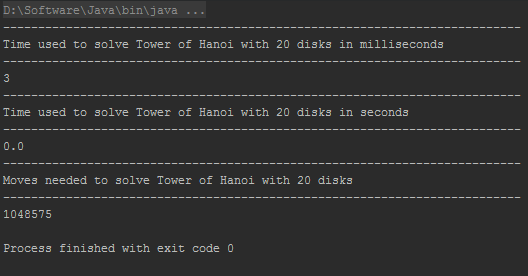 D:\Software\Java\bin\java ...
--------------------------------------------------------------------------
Time used to solve Tower of Hanoi with 20 disks in milliseconds
--------------------------------------------------------------------------
3
--------------------------------------------------------------------------
Time used to solve Tower of Hanoi with 20 disks in seconds
--------------------------------------------------------------------------
0.0
--------------------------------------------------------------------------
Moves needed to solve Tower of Hanoi with 20 disks
--------------------------------------------------------------------------
1048575
Process finished with exit code 0